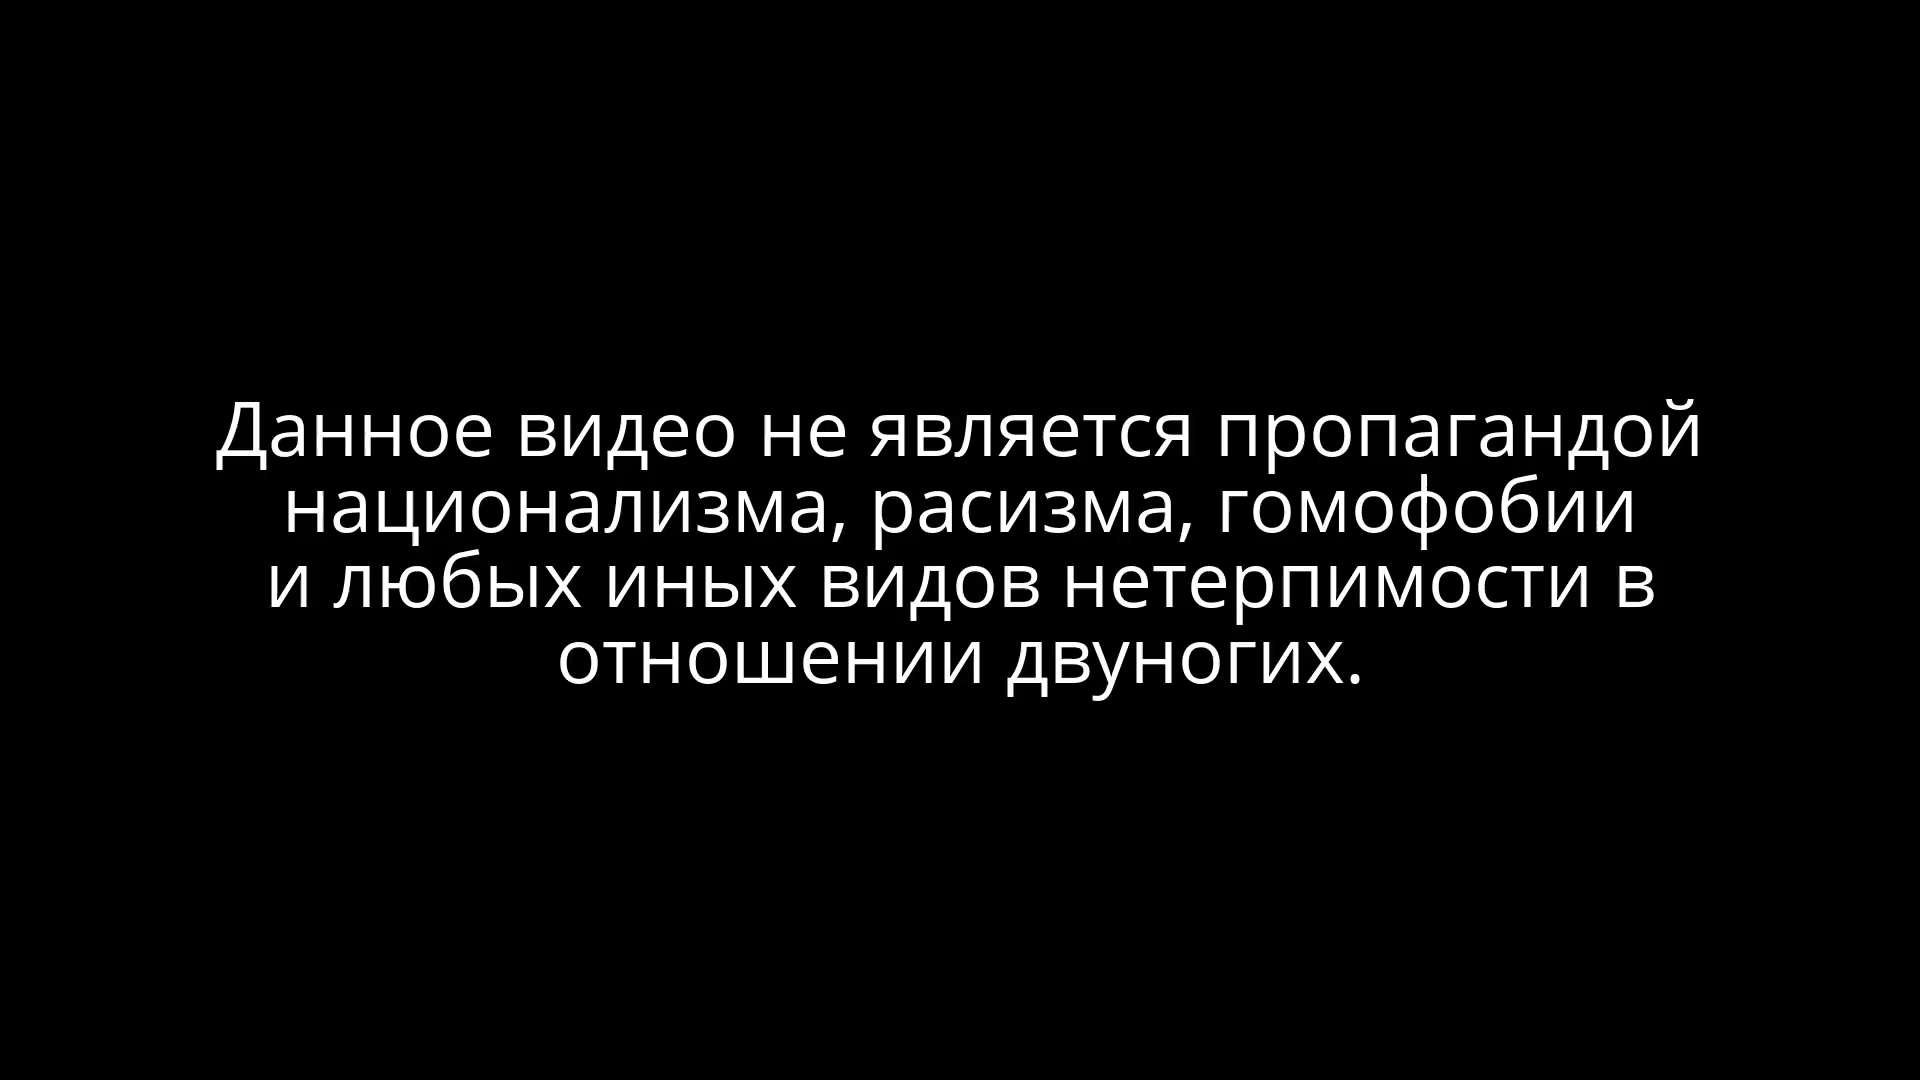 Данное видео не является пропагандой
национализма, расизма, гомофобии
и любых иных видов нетерпимости в
отношении двуногих.